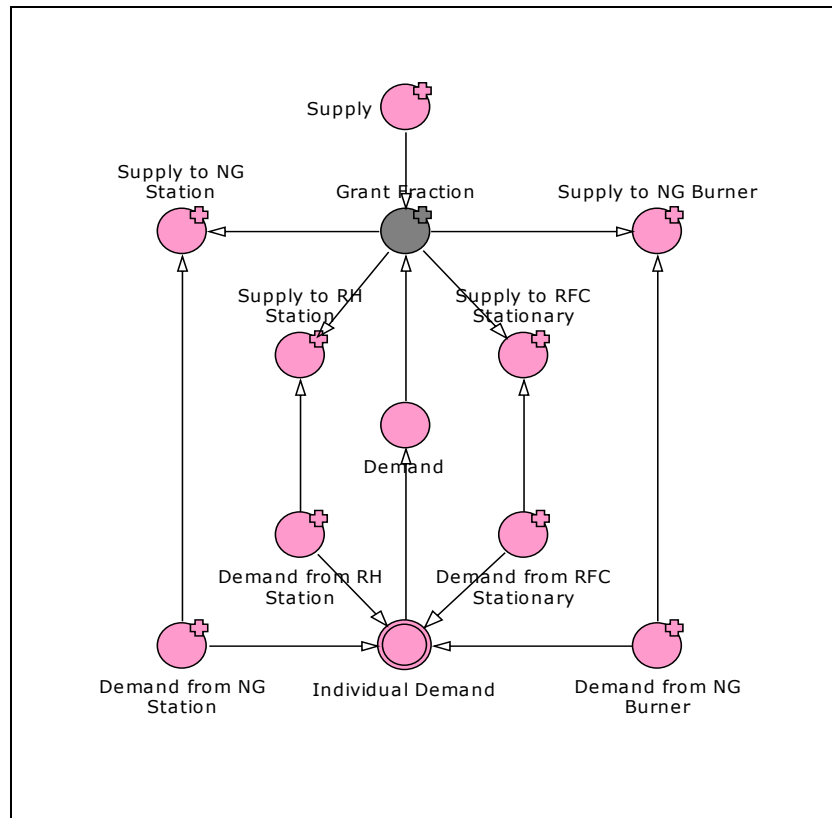 Supply
Supply to NG
Station
Grant Fraction
Supply to NG Burner
Supply to RH
Station
Supply to RFC
Stationary
Demand
Demand from RH
Station
Demand from RFC
Stationary
Demand from NG
Station
Individual Demand
Demand from NG
Burner